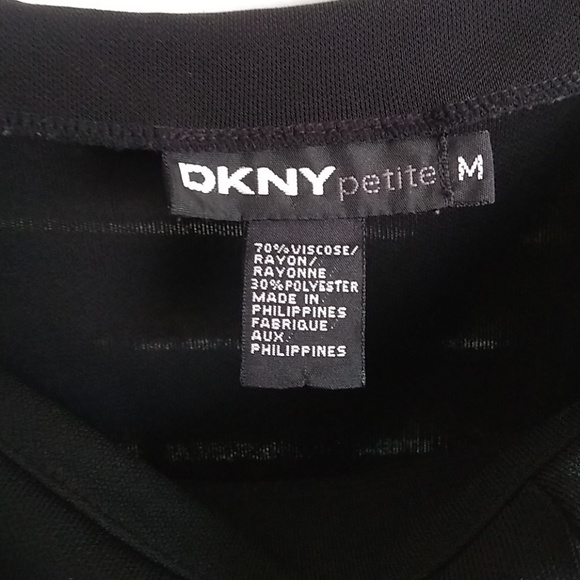 DKNY petite M
70% VISCOSE/
RAYON/
RAYONNE
30% POLYESTER
MADE IN
PHILIPPINES
FABRIQUE
AUX
PHILIPPINES